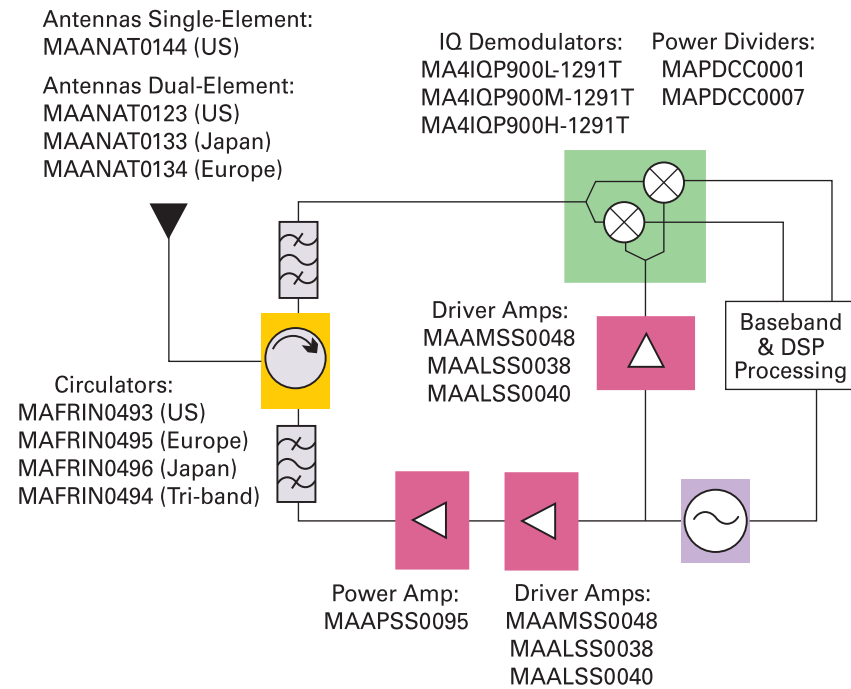 Antennas Single-Element:
MAANAT0144 (US)
Antennas Dual-Element:
MAANAT0123 (US)
MAANAT0133 (Japan)
MAANAT0134 (Europe)
IQ Demodulators:
MA4IQP900L-1291T
MA4IQP900M-1291T
MA4IQP900H-1291T
Power Dividers:
MAPDCC0001
MAPDCC0007
Driver Amps:
MAAMSS0048
MAALSS0038
MAALSS0040
Baseband
& DSP
Processing
Circulators:
MAFRIN0493 (US)
MAFRIN0495 (Europe)
MAFRIN0496 (Japan)
MAFRIN0494 (Tri-band)
Power Amp:
MAAPSS0095
Driver Amps:
MAAMSS0048
MAALSS0038
MAALSS0040